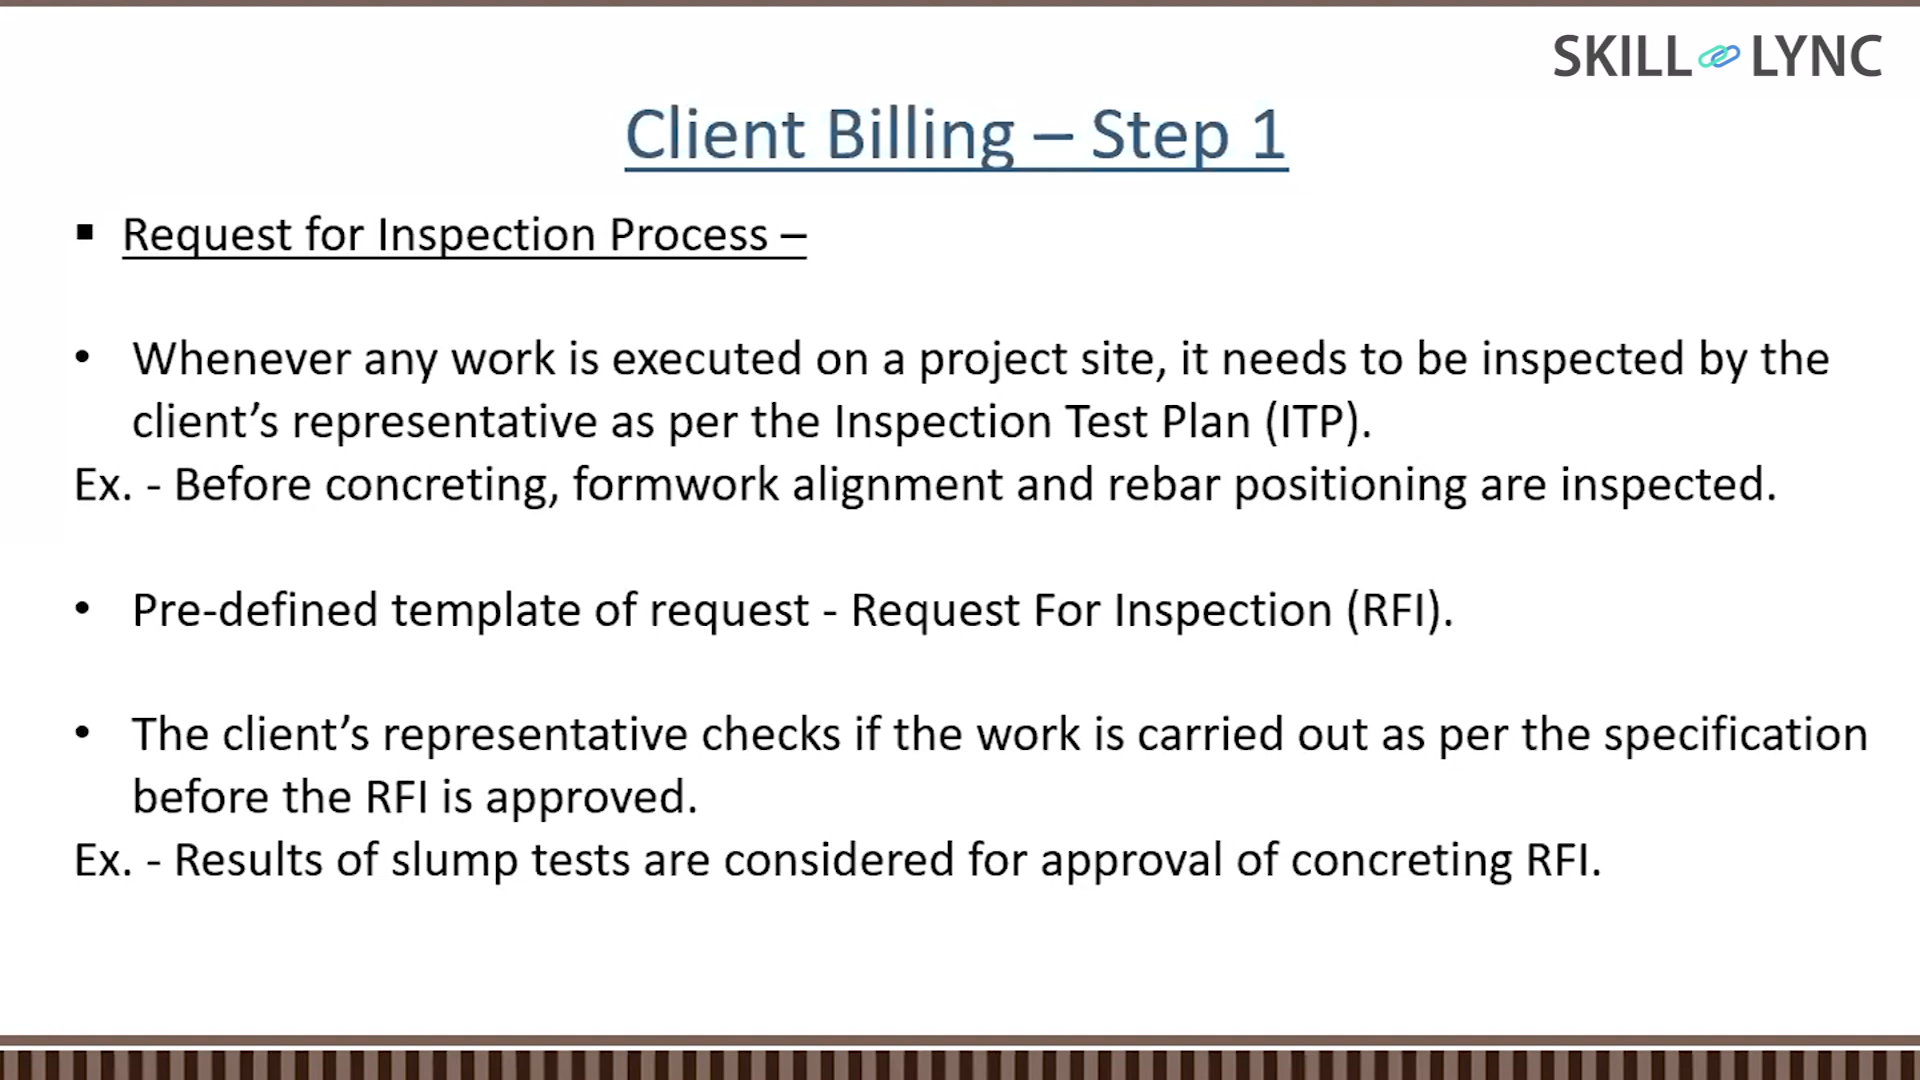 SKILL LYNC
Client Billing – Step 1
▪ Request for Inspection Process –
• Whenever any work is executed on a project site, it needs to be inspected by the
client’s representative as per the Inspection Test Plan (ITP).
Ex. - Before concreting, formwork alignment and rebar positioning are inspected.
• Pre-defined template of request - Request For Inspection (RFI).
• The client’s representative checks if the work is carried out as per the specification
before the RFI is approved.
Ex. - Results of slump tests are considered for approval of concreting RFI.